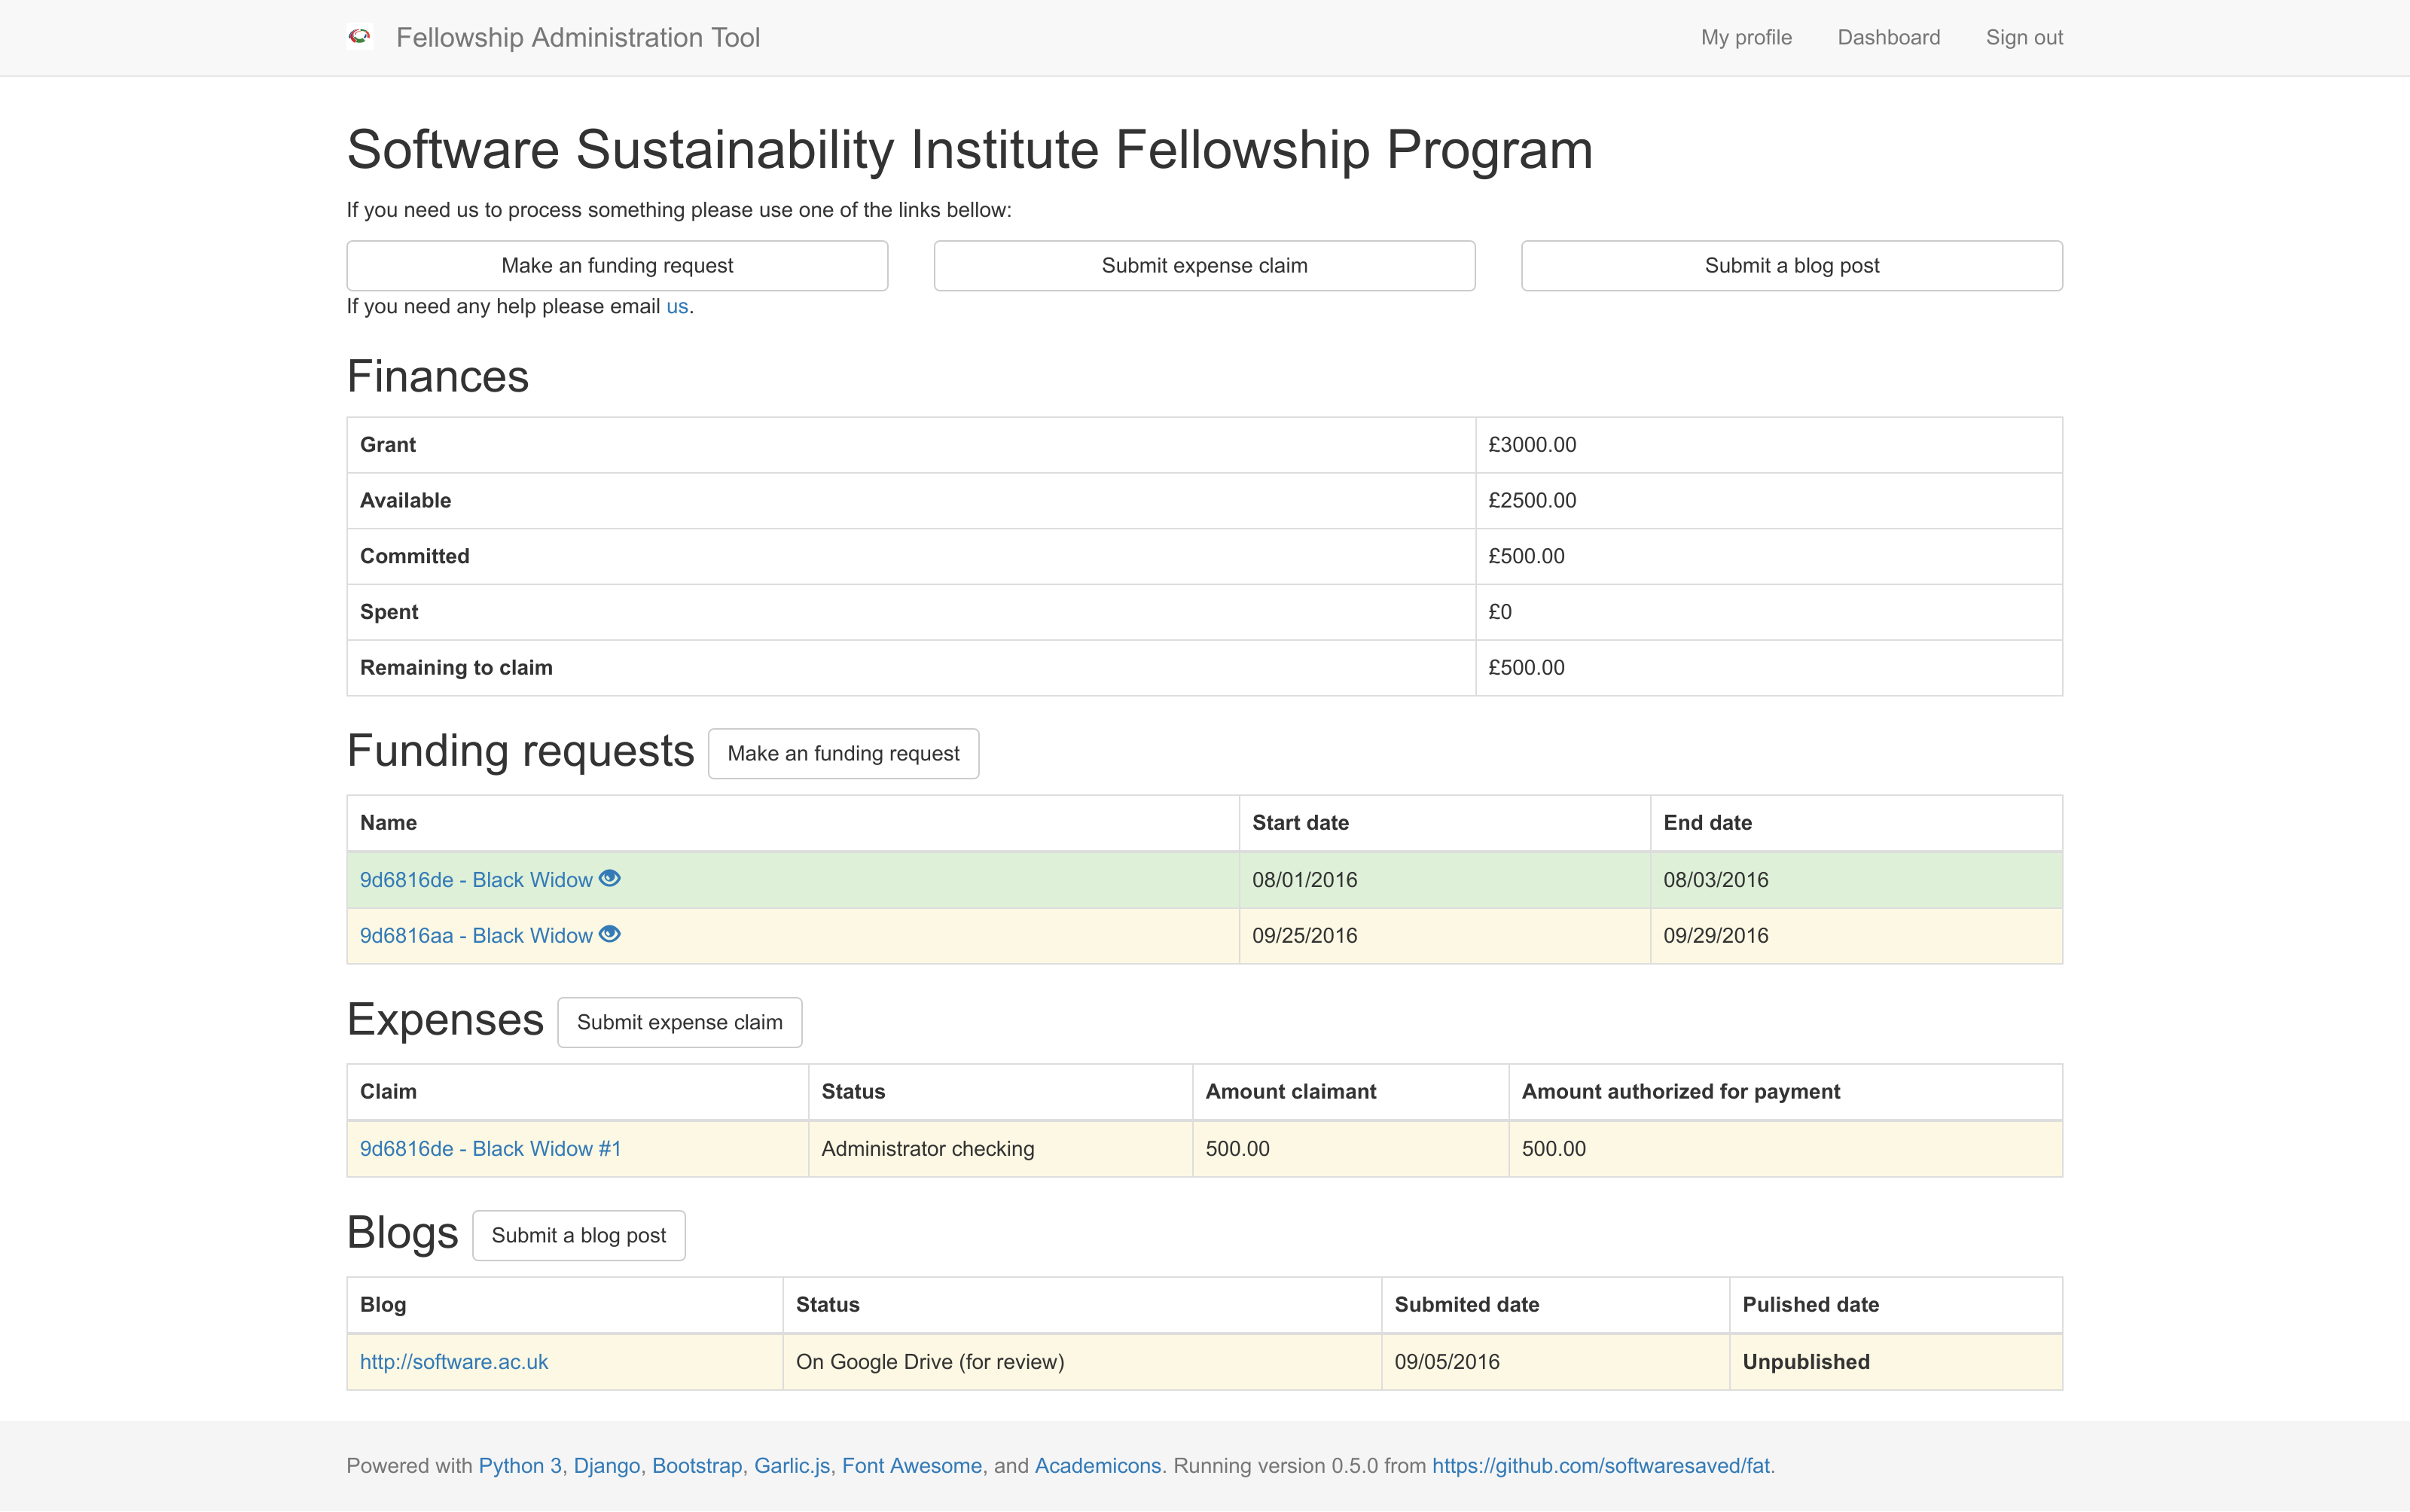 Fellowship Administration Tool My profile Dashboard Sign out
Software Sustainability Institute Fellowship Program
If you need us to process something please use one of the links bellow:
Make an funding request Submit expense claim Submit a blog post
If you need any help please email us.
Finances
Grant £3000.00
Available £2500.00
Committed £500.00
Spent £0
Remaining to claim £500.00
Funding requests Make an funding request
Name Start date End date
9d6816de - Black Widow 08/01/2016 08/03/2016
9d6816aa - Black Widow 09/25/2016 09/29/2016
Expenses Submit expense claim
Claim Status Amount claimant Amount authorized for payment
9d6816de - Black Widow #1 Administrator checking 500.00 500.00
Blogs Submit a blog post
Blog Status Submited date Pulished date
http://software.ac.uk On Google Drive (for review) 09/05/2016 Unpublished
Powered with Python 3, Django, Bootstrap, Garlic.js, Font Awesome, and Academicons. Running version 0.5.0 from https://github.com/softwaresaved/fat.